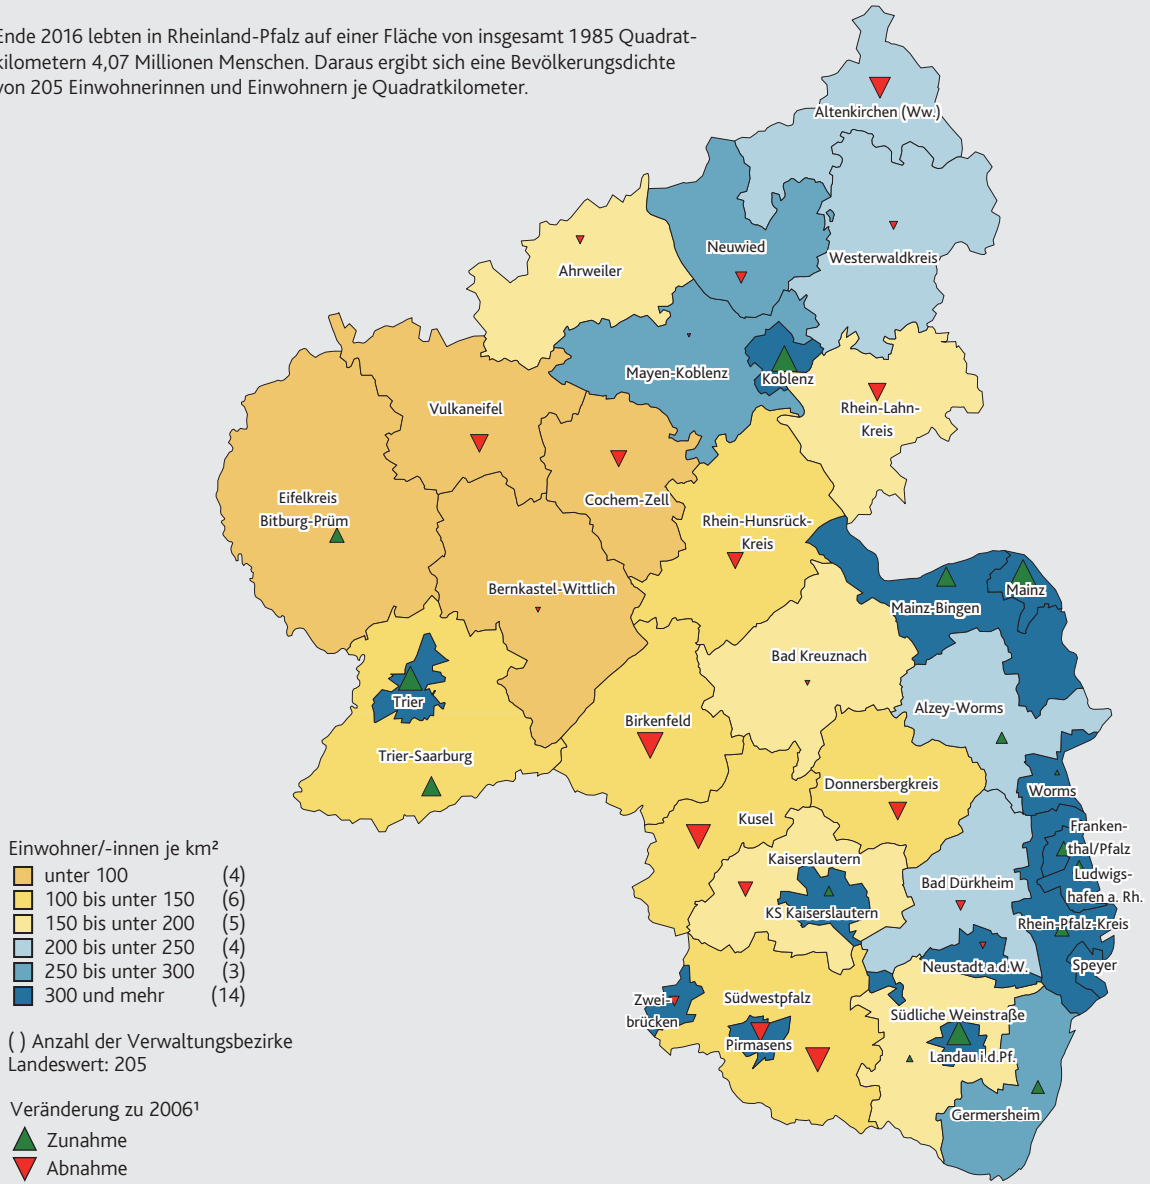 Ende 2016 lebten in Rheinland-Pfalz auf einer Fläche von insgesamt 1985 Quadrat-
kilometern 4,07 Millionen Menschen. Daraus ergibt sich eine Bevölkerungsdichte
von 205 Einwohnerinnen und Einwohnern je Quadratkilometer.
Altenkirchen (Ww.)
Neuwied
Westerwaldkreis
Ahrweiler
Mayen-Koblenz
Koblenz
Vulkaneifel
Rhein-Lahn-
Kreis
Eifelkreis
Bitburg-Prüm
Cochem-Zell
Rhein-Hunsrück-
Kreis
Bernkastel-Wittlich
Mainz-Bingen
Mainz
Bad Kreuznach
Trier
Alzey-Worms
Birkenfeld
Trier-Saarburg
Donnersbergkreis
Worms
Kusel
Franken-
thal/Pfalz
Kaiserslautern
Ludwigs-
hafen a. Rh.
Bad Dürkheim
KS Kaiserslautern
Rhein-Pfalz-Kreis
Neustadt a.d.W.
Speyer
Zwei-
brücken
Südwestpfalz
Südliche Weinstraße
Pirmasens
Landau i.d.Pf.
Germersheim
Einwohner/-innen je km²
unter 100 (4)
100 bis unter 150 (6)
150 bis unter 200 (5)
200 bis unter 250 (4)
250 bis unter 300 (3)
300 und mehr (14)
( ) Anzahl der Verwaltungsbezirke
Landeswert: 205
Veränderung zu 2006¹
Zunahme
Abnahme